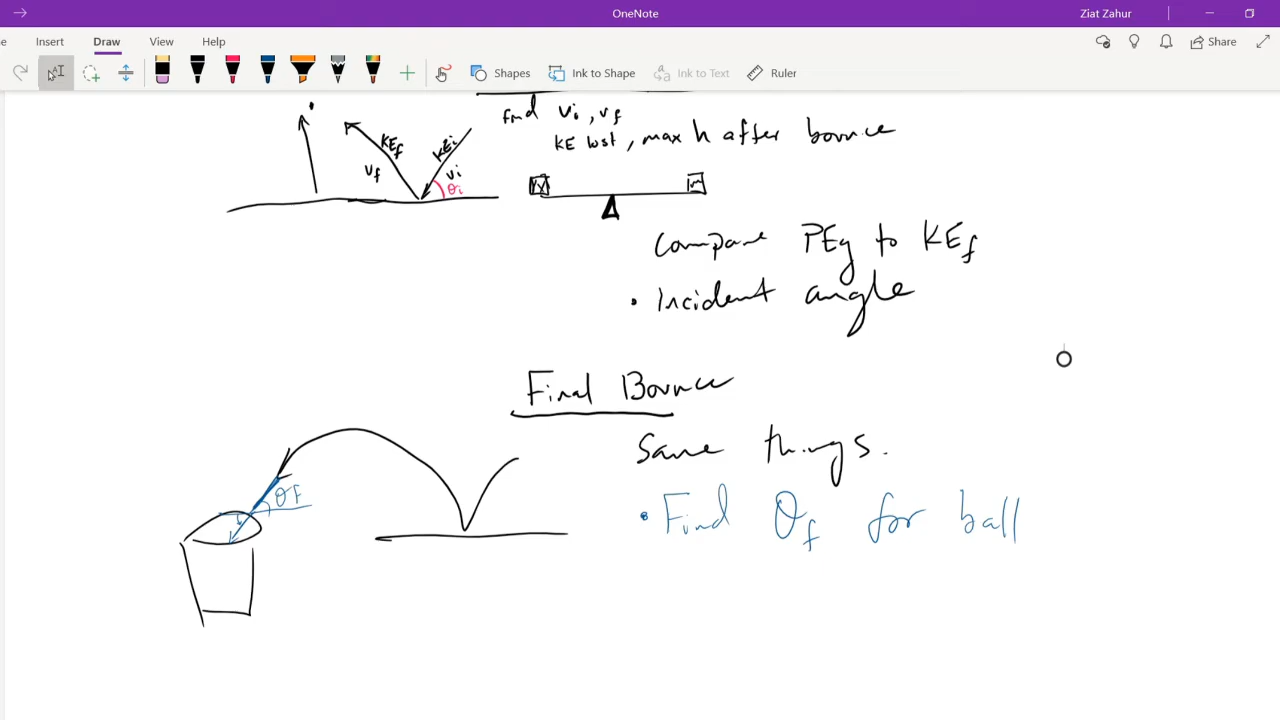 OneNote
Ziat Zahur
Insert Draw View Help
Share
Shapes
Ink to Shape
Ink to Text
Ruler
find vi, vf
KE lost, max h after bounce
KEf
KEi
vf
vi
θi
Compare PEg to KEf
• Incident angle
Final Bounce
Same things.
θf
• Find θf for ball